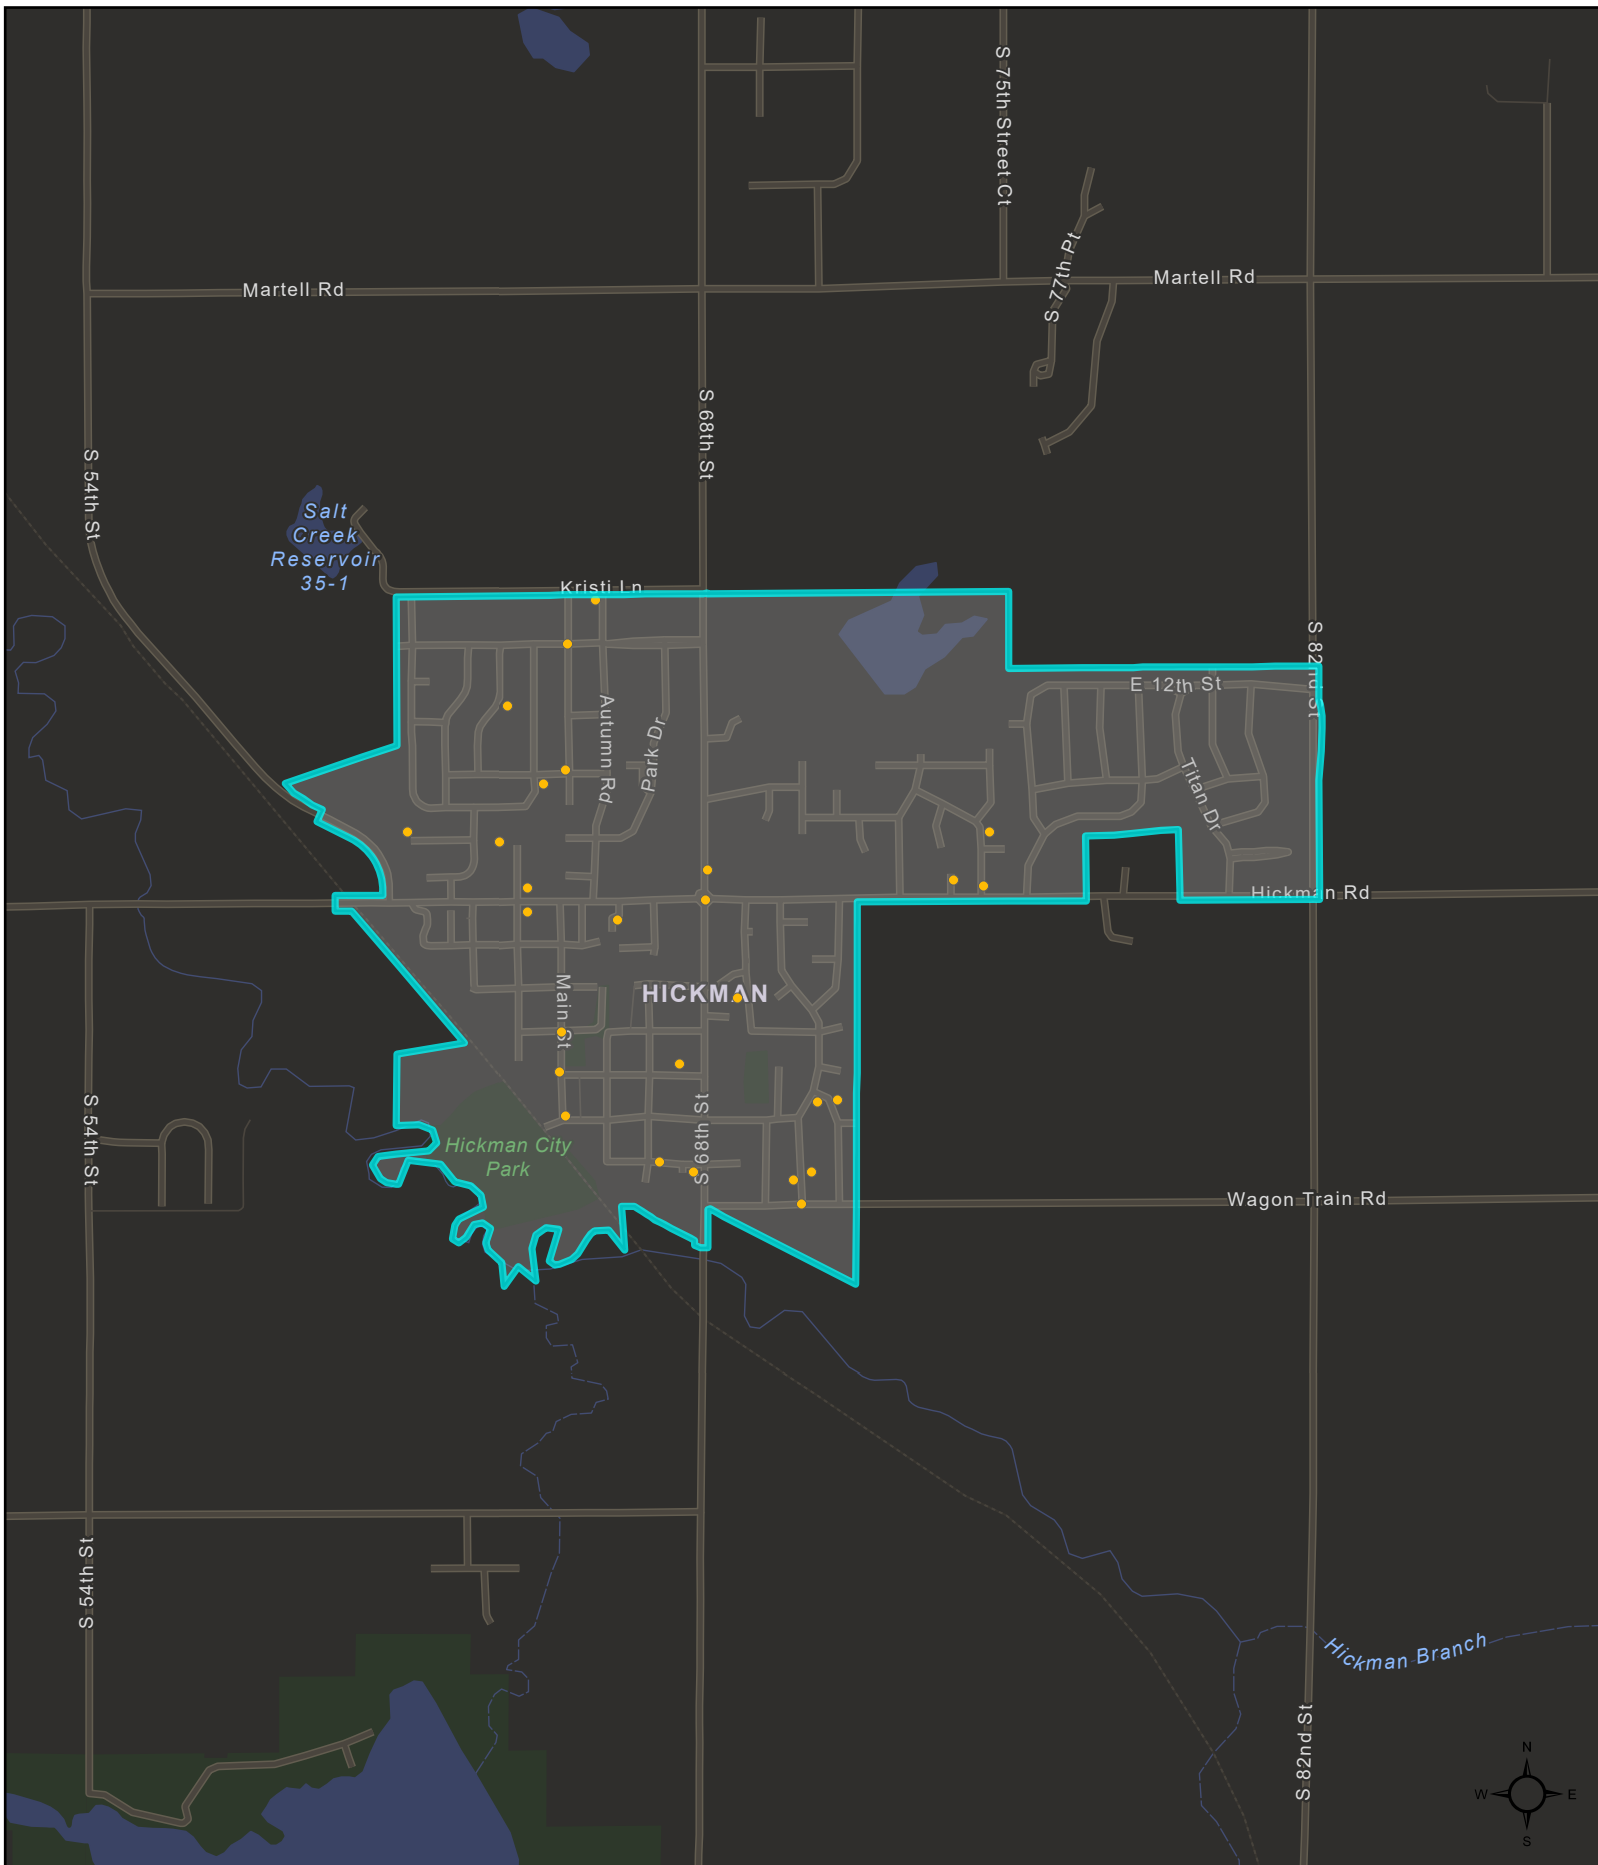 S 75th Street Ct
S 77th Pt
Martell Rd
Martell Rd
S 68th St
S 54th St
Salt
Creek
Reservoir
35-1
Kristi Ln
S 82nd St
E 12th St
Autumn Rd
Park Dr
Titan Dr
Hickman Rd
Main St
HICKMAN
S 54th St
S 68th St
Hickman City
Park
Wagon Train Rd
S 54th St
Hickman Branch
S 82nd St
N
W
E
S